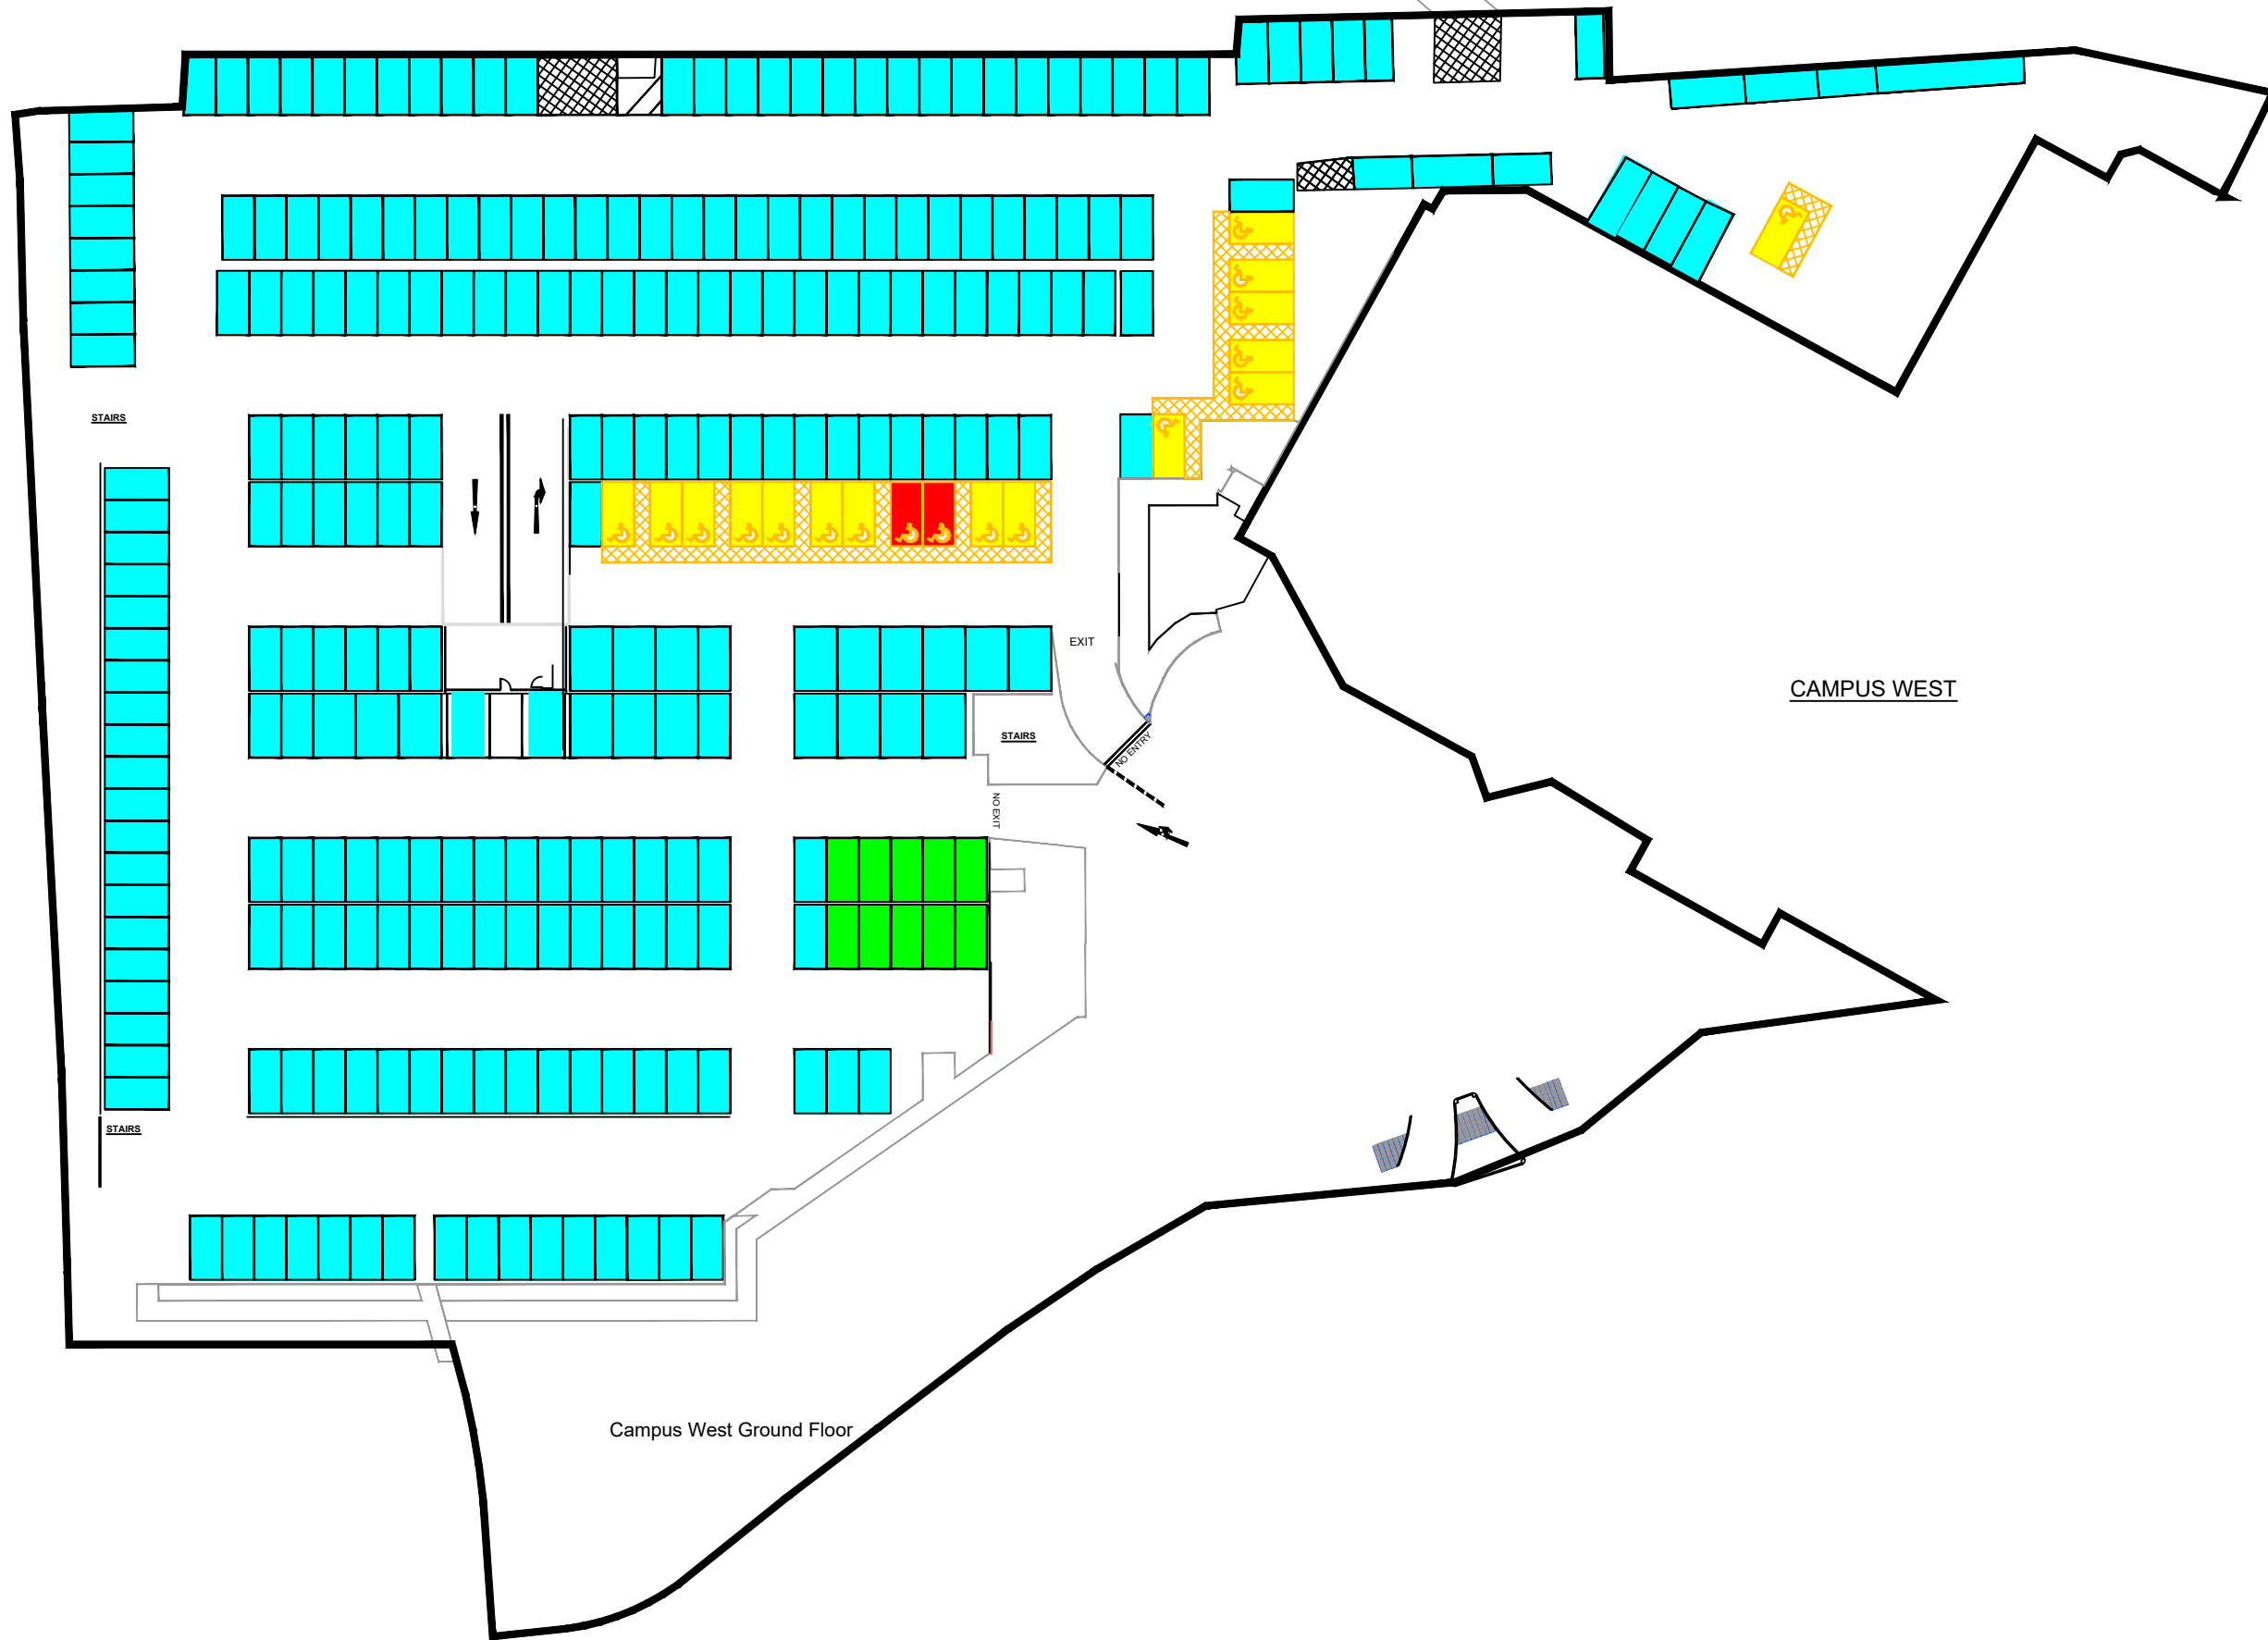 STAIRS
EXIT
CAMPUS WEST
STAIRS
NO ENTRY
NO EXIT
STAIRS
Campus West Ground Floor